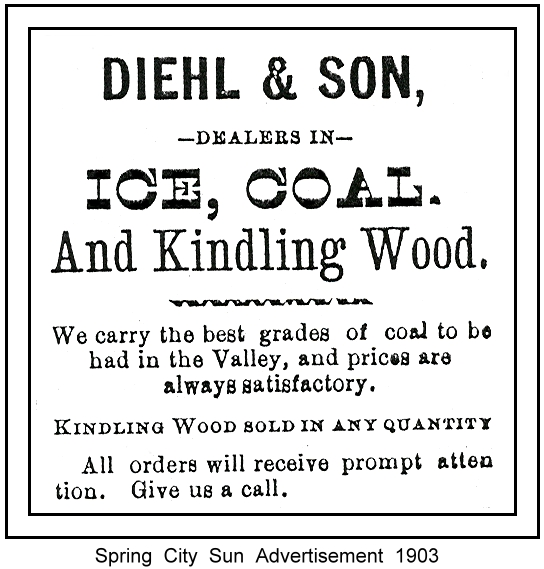 DIEHL & SON,
—DEALERS IN—
ICE, COAL.
And Kindling Wood.
We carry the best grades of coal to be
had in the Valley, and prices are
always satisfactory.
KINDLING WOOD SOLD IN ANY QUANTITY
All orders will receive prompt atten
tion. Give us a call.
Spring City Sun Advertisement 1903